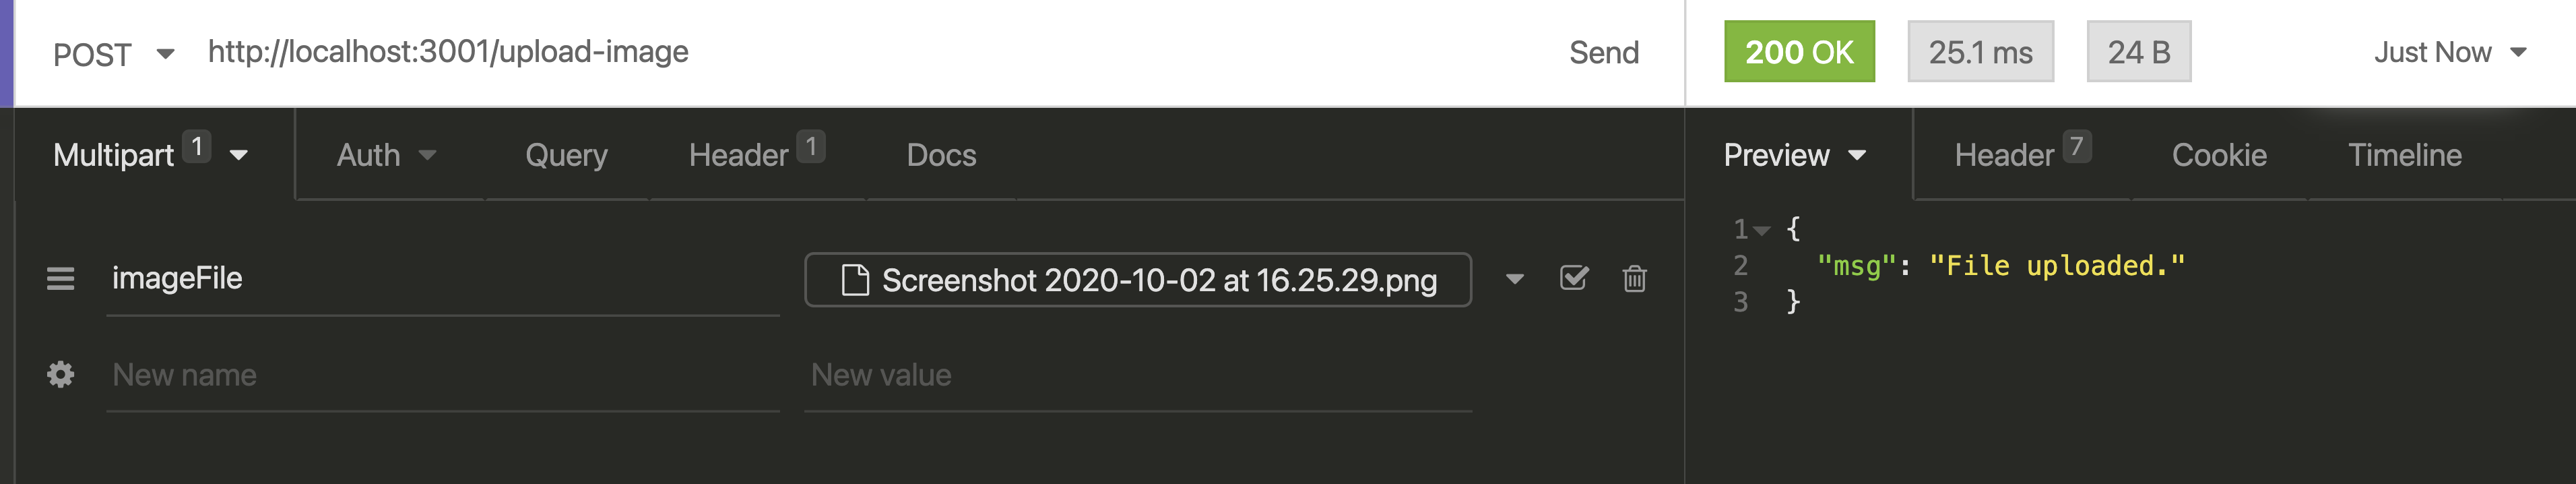 POST http://localhost:3001/upload-image Send 200 OK 25.1 ms 24 B Just Now
Multipart 1 Auth Query Header 1 Docs Preview Header 7 Cookie Timeline
imageFile Screenshot 2020-10-02 at 16.25.29.png
New name New value
1 {
2 "msg": "File uploaded."
3 }